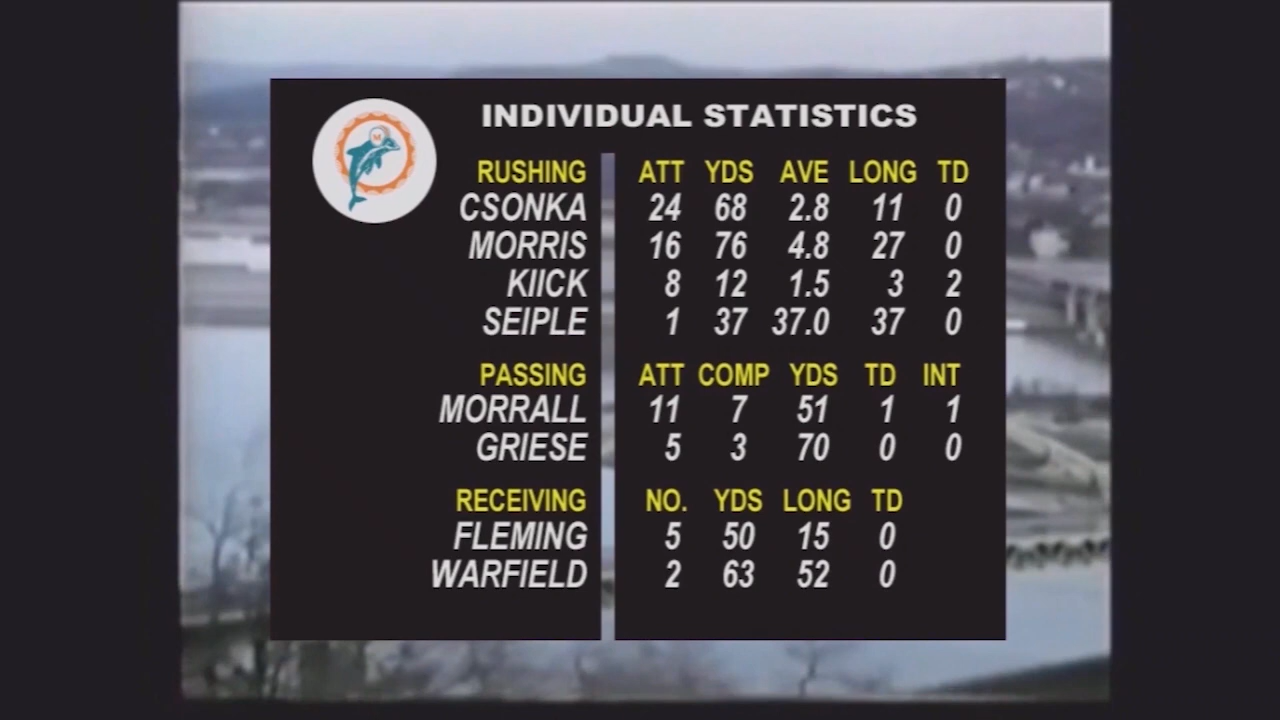 INDIVIDUAL STATISTICS
RUSHING ATT YDS AVE LONG TD
CSONKA 24 68 2.8 11 0
MORRIS 16 76 4.8 27 0
KIICK 8 12 1.5 3 2
SEIPLE 1 37 37.0 37 0
PASSING ATT COMP YDS TD INT
MORRALL 11 7 51 1 1
GRIESE 5 3 70 0 0
RECEIVING NO. YDS LONG TD
FLEMING 5 50 15 0
WARFIELD 2 63 52 0